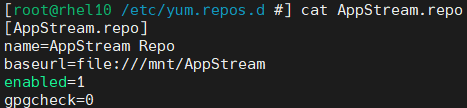 [root@rhel10 /etc/yum.repos.d #] cat AppStream.repo
[AppStream.repo]
name=AppStream Repo
baseurl=file:///mnt/AppStream
enabled=1
gpgcheck=0